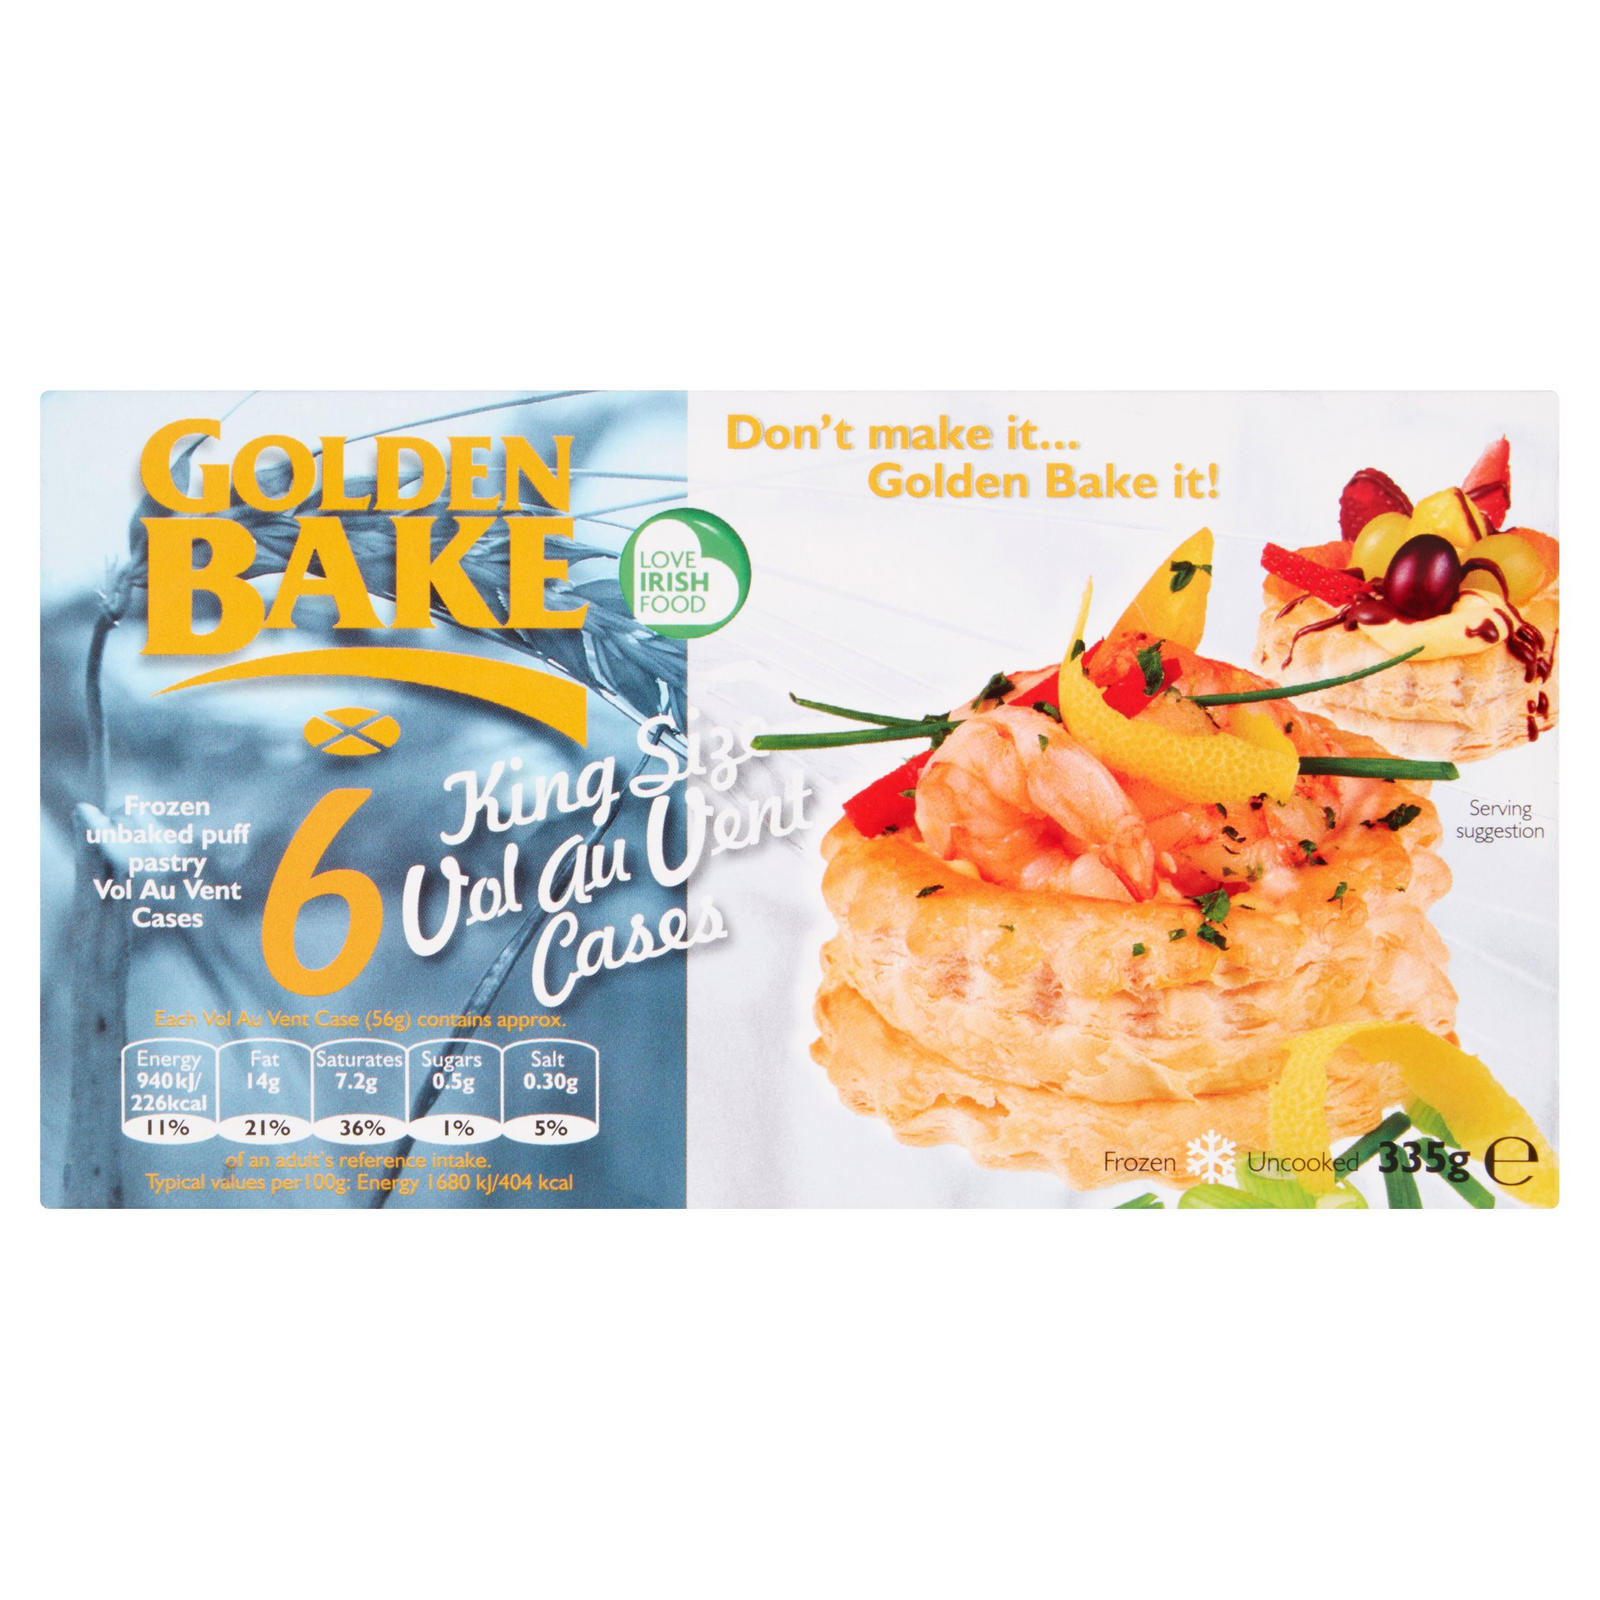 GOLDEN
BAKE
Don't make it...
Golden Bake it!
LOVE
IRISH
FOOD
Frozen
unbaked puff
pastry
Vol Au Vent
Cases
6
King Size
Vol Au Vent
Cases
Serving
suggestion
Each Vol Au Vent Case (56g) contains approx.
Energy
940kJ/
226kcal
11%
Fat
14g
21%
Saturates
7.2g
36%
Sugars
0.5g
1%
Salt
0.30g
5%
of an adult's reference intake.
Typical values per100g: Energy 1680 kJ/404 kcal
Frozen Uncooked 335g e